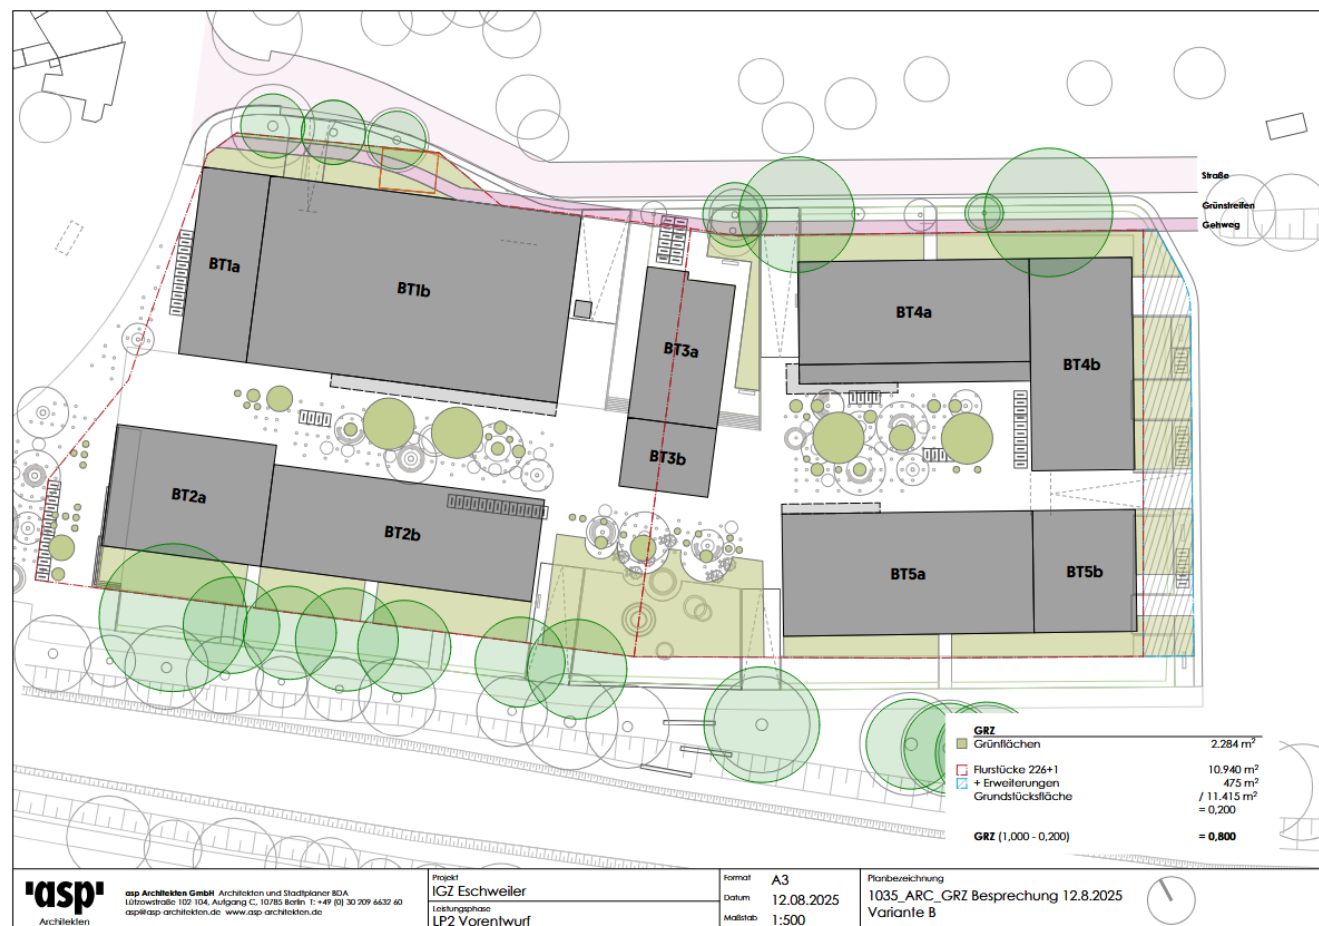 Straße
Grünstreifen
Gehweg
BT1a
BT1b
BT3a
BT4a
BT4b
BT3b
BT2a
BT2b
BT5a
BT5b
GRZ
Grünflächen 2.284 m²
Flurstücke 226+1 10.940 m²
+ Erweiterungen 475 m²
Grundstücksfläche / 11.415 m²
= 0,200
GRZ (1,000 - 0,200) = 0,800
asp
Architekten
asp Architekten GmbH Architekten und Stadtplaner BDA
Lützowstraße 102-104, Aufgang C, 10785 Berlin T: +49 (0) 30 209 6632 60
asp@asp-architekten.de www.asp-architekten.de
Projekt
IGZ Eschweiler
Leistungsphase
LP2 Vorentwurf
Format A3
Datum 12.08.2025
Maßstab 1:500
Planbezeichnung
1035_ARC_GRZ Besprechung 12.8.2025
Variante B